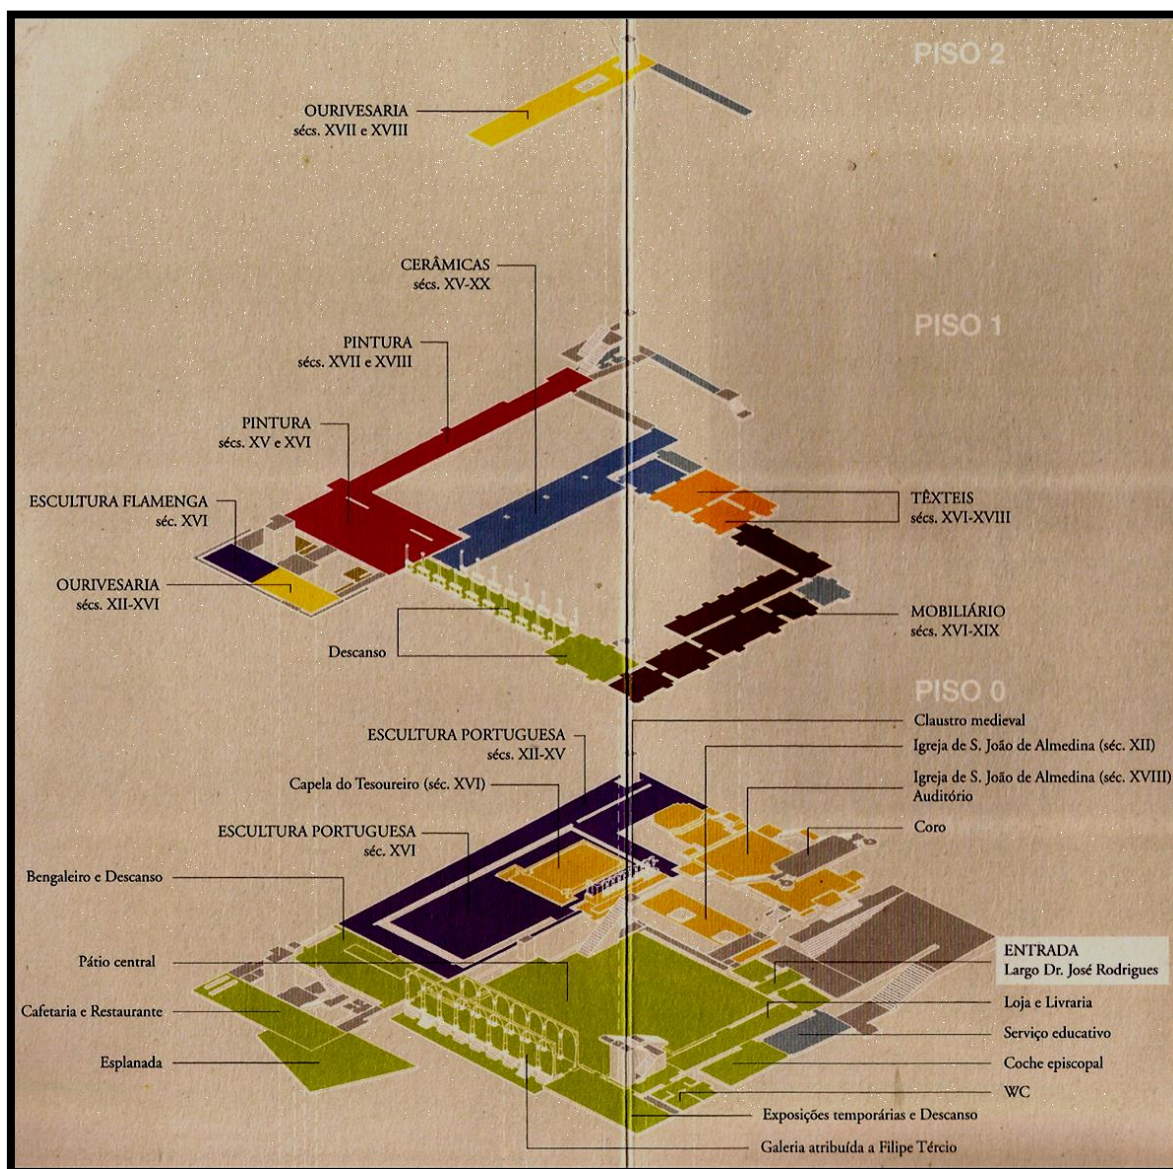 PISO 2
OURIVESARIA
sécs. XVII e XVIII
CERÂMICAS
sécs. XV-XX
PISO 1
PINTURA
sécs. XVII e XVIII
PINTURA
sécs. XV e XVI
ESCULTURA FLAMENGA
séc. XVI
TÊXTEIS
sécs. XVI-XVIII
OURIVESARIA
sécs. XII-XVI
MOBILIÁRIO
sécs. XVI-XIX
Descanso
PISO 0
Claustro medieval
ESCULTURA PORTUGUESA
sécs. XII-XV
Igreja de S. João de Almedina (séc. XII)
Capela do Tesoureiro (séc. XVI)
Igreja de S. João de Almedina (séc. XVIII)
Auditório
ESCULTURA PORTUGUESA
séc. XVI
Coro
Bengaleiro e Descanso
Pátio central
ENTRADA
Largo Dr. José Rodrigues
Cafetaria e Restaurante
Loja e Livraria
Serviço educativo
Esplanada
Coche episcopal
WC
Exposições temporárias e Descanso
Galeria atribuída a Filipe Tércio